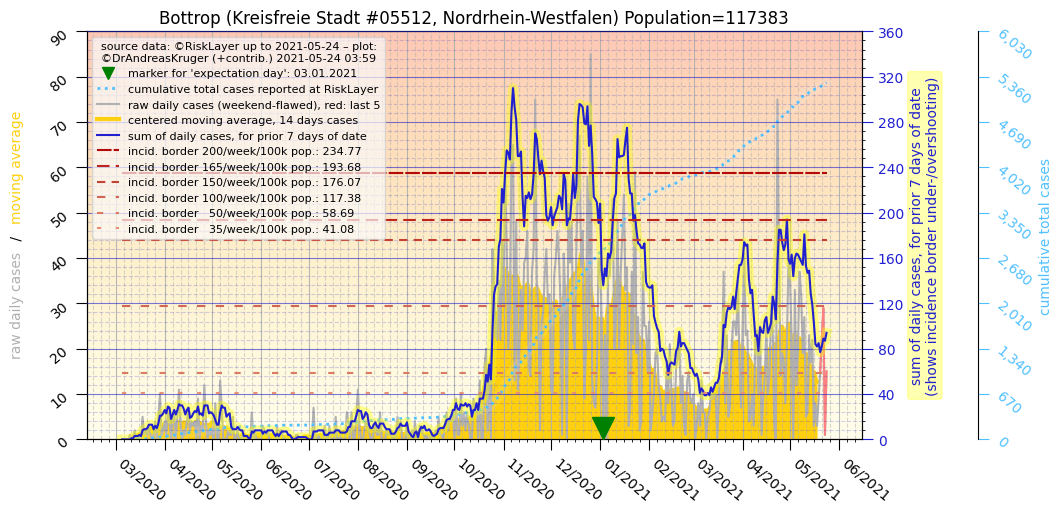 Bottrop (Kreisfreie Stadt #05512, Nordrhein-Westfalen) Population=117383
source data: ©RiskLayer up to 2021-05-24 – plot:
©DrAndreasKruger (+contrib.) 2021-05-24 03:59
marker for 'expectation day': 03.01.2021
cumulative total cases reported at RiskLayer
raw daily cases (weekend-flawed), red: last 5
centered moving average, 14 days cases
sum of daily cases, for prior 7 days of date
incid. border 200/week/100k pop.: 234.77
incid. border 165/week/100k pop.: 193.68
incid. border 150/week/100k pop.: 176.07
incid. border 100/week/100k pop.: 117.38
incid. border   50/week/100k pop.: 58.69
incid. border   35/week/100k pop.: 41.08
raw daily cases / moving average
90
80
70
60
50
40
30
20
10
0
03/2020
04/2020
05/2020
06/2020
07/2020
08/2020
09/2020
10/2020
11/2020
12/2020
01/2021
02/2021
03/2021
04/2021
05/2021
06/2021
360
320
280
240
200
160
120
80
40
0
sum of daily cases, for prior 7 days of date
(shows incidence border under-/overshooting)
6,030
5,360
4,690
4,020
3,350
2,680
2,010
1,340
670
0
cumulative total cases